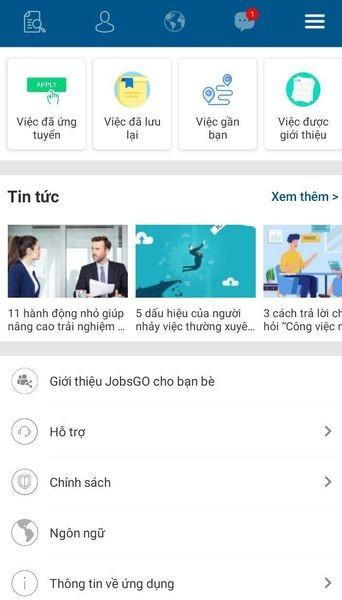 1
APPLY
Việc đã ứng
tuyển
Việc đã lưu
lại
Việc gần
bạn
Việc được
giới thiệu
Tin tức
Xem thêm >
11 hành động nhỏ giúp
nâng cao trải nghiệm ...
5 dấu hiệu của người
nhảy việc thường xuyê...
3 cách trả lời ch
hỏi “Công việc n
Giới thiệu JobsGO cho bạn bè
Hỗ trợ
Chính sách
Ngôn ngữ
Thông tin về ứng dụng